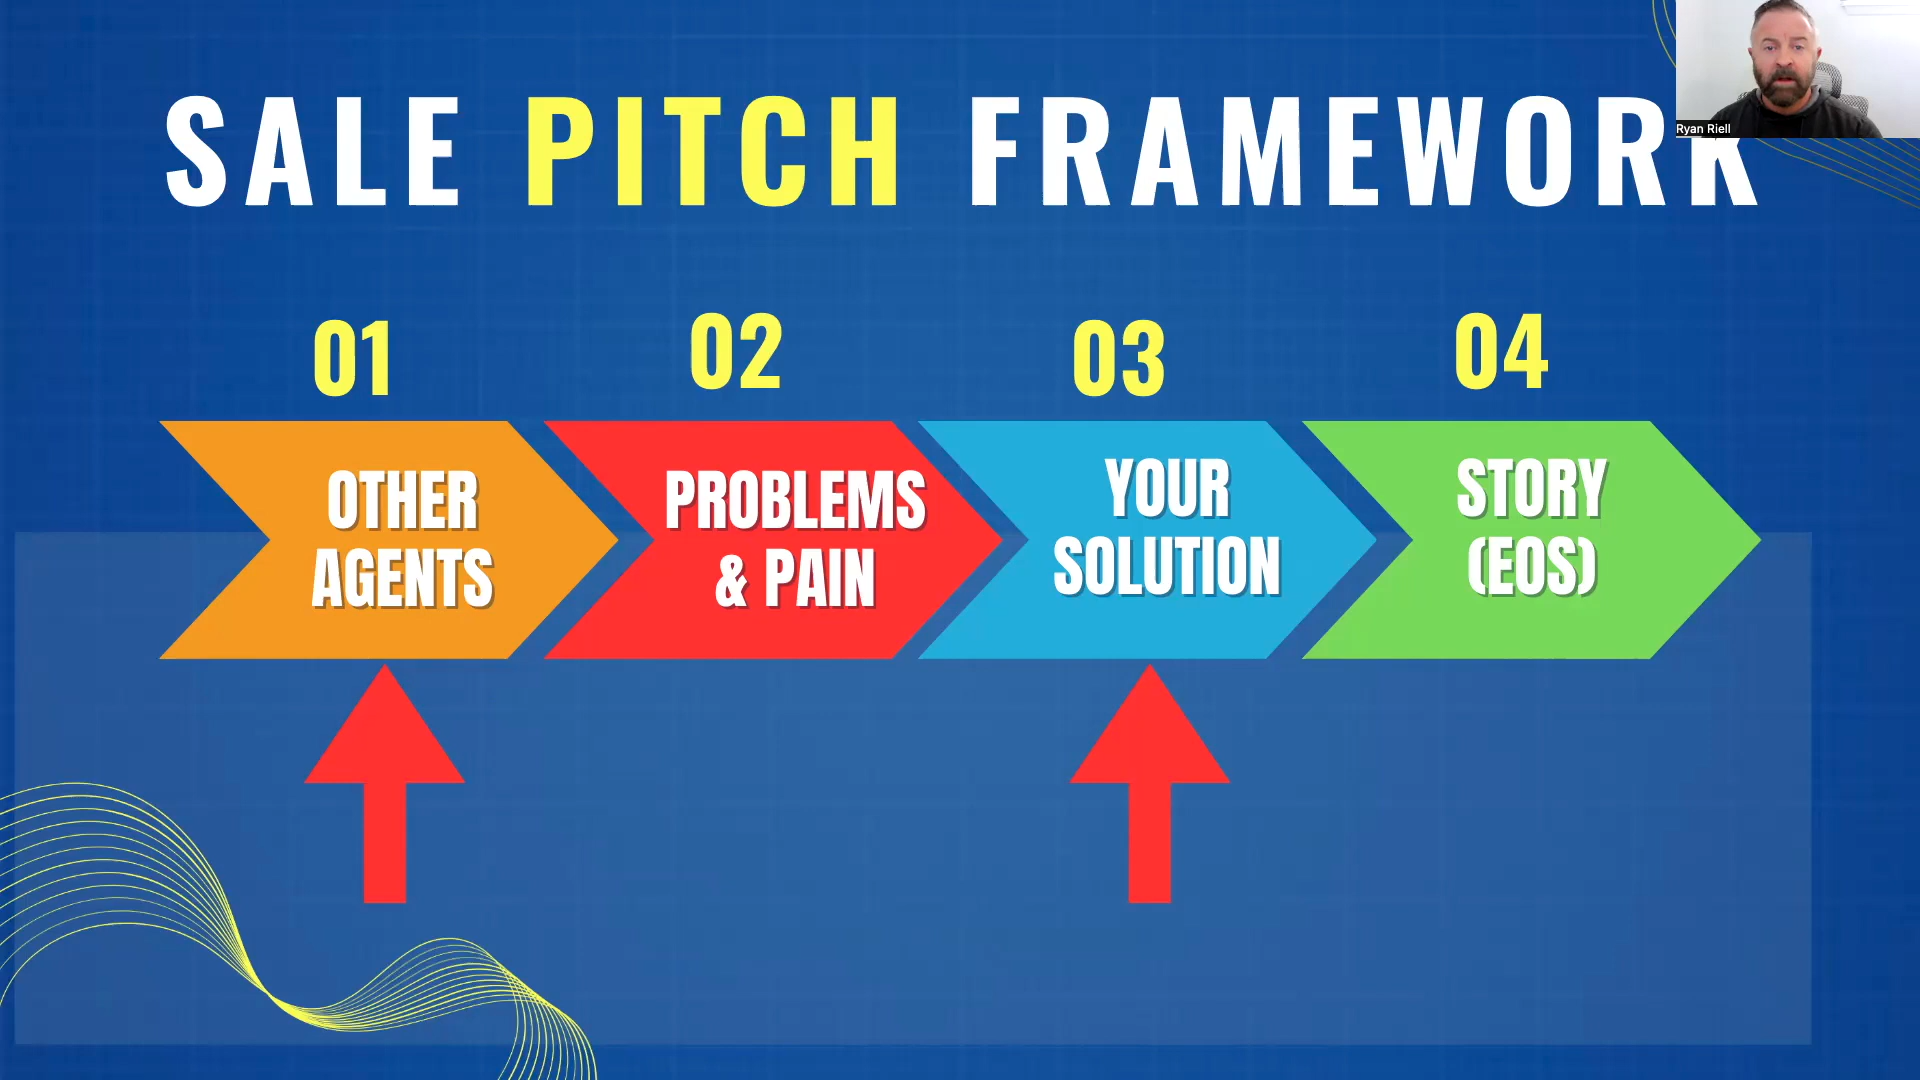 SALE PITCH FRAMEWORK
Ryan Riell
01
02
03
04
OTHER
AGENTS
PROBLEMS
& PAIN
YOUR
SOLUTION
STORY
(EOS)